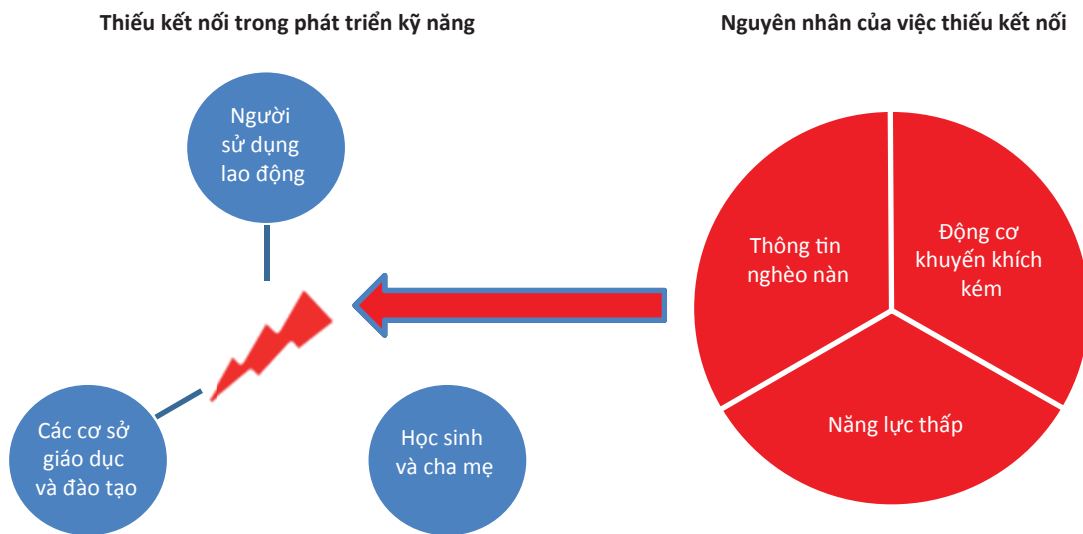 Thiếu kết nối trong phát triển kỹ năng
Nguyên nhân của việc thiếu kết nối
Người
sử dụng
lao động
Các cơ sở
giáo dục
và đào tạo
Học sinh
và cha mẹ
Thông tin
nghèo nàn
Động cơ
khuyến khích
kém
Năng lực thấp